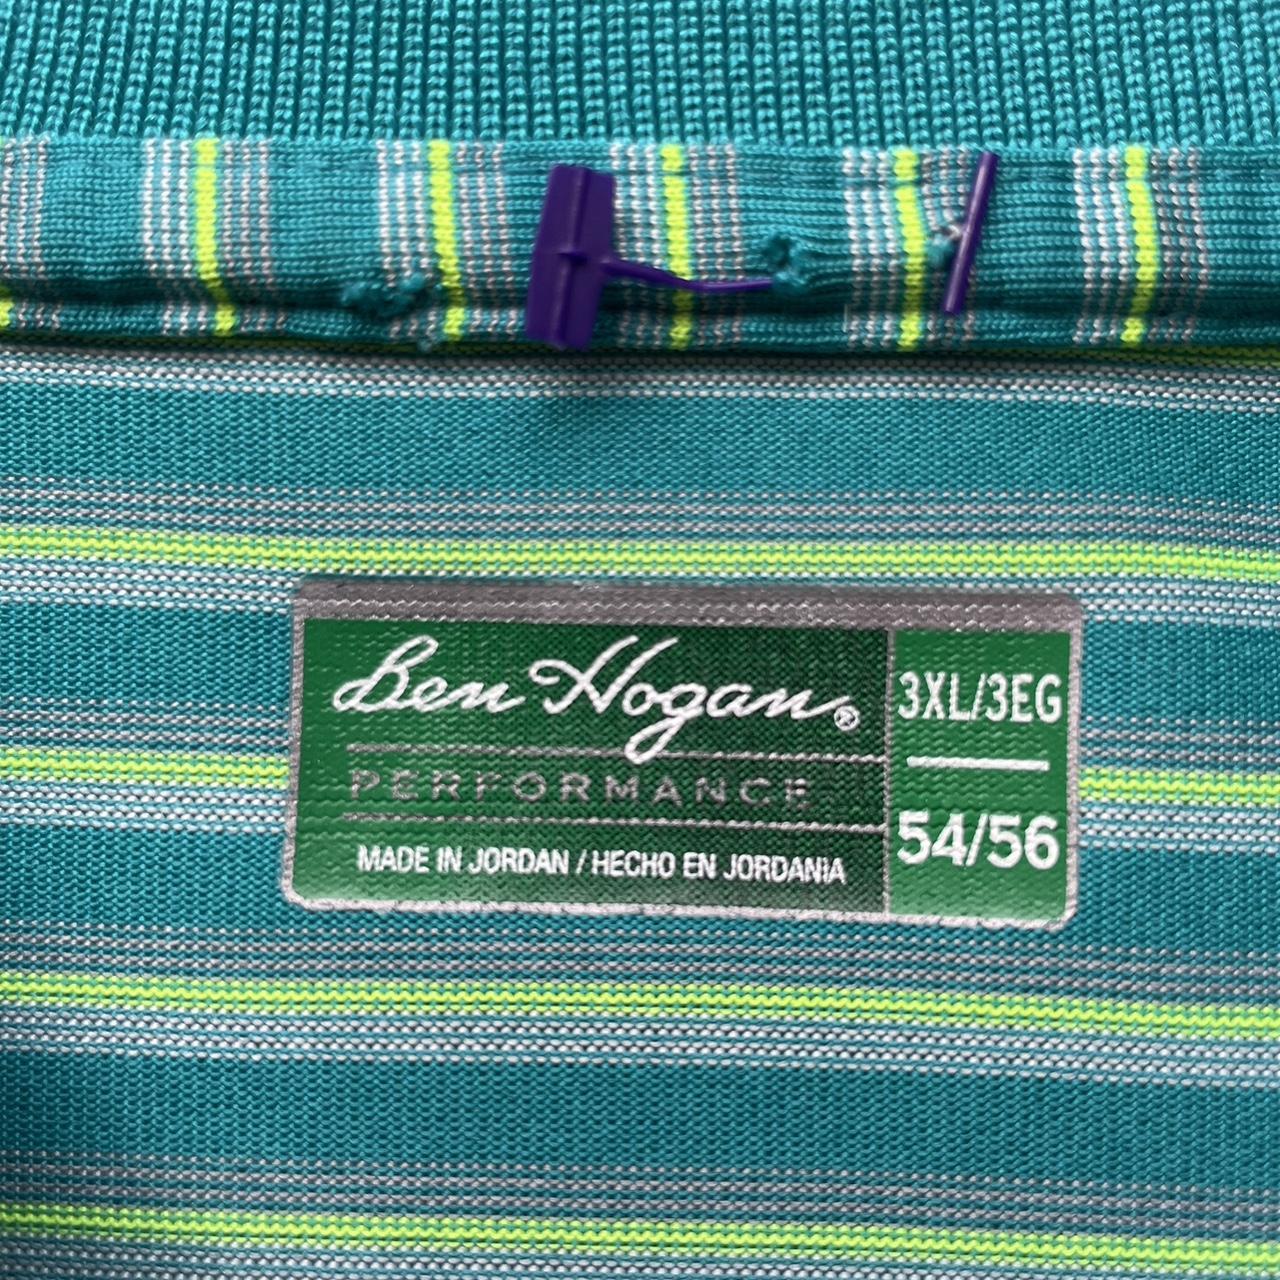 Ben Hogan®
PERFORMANCE
MADE IN JORDAN / HECHO EN JORDANIA
3XL/3EG
54/56